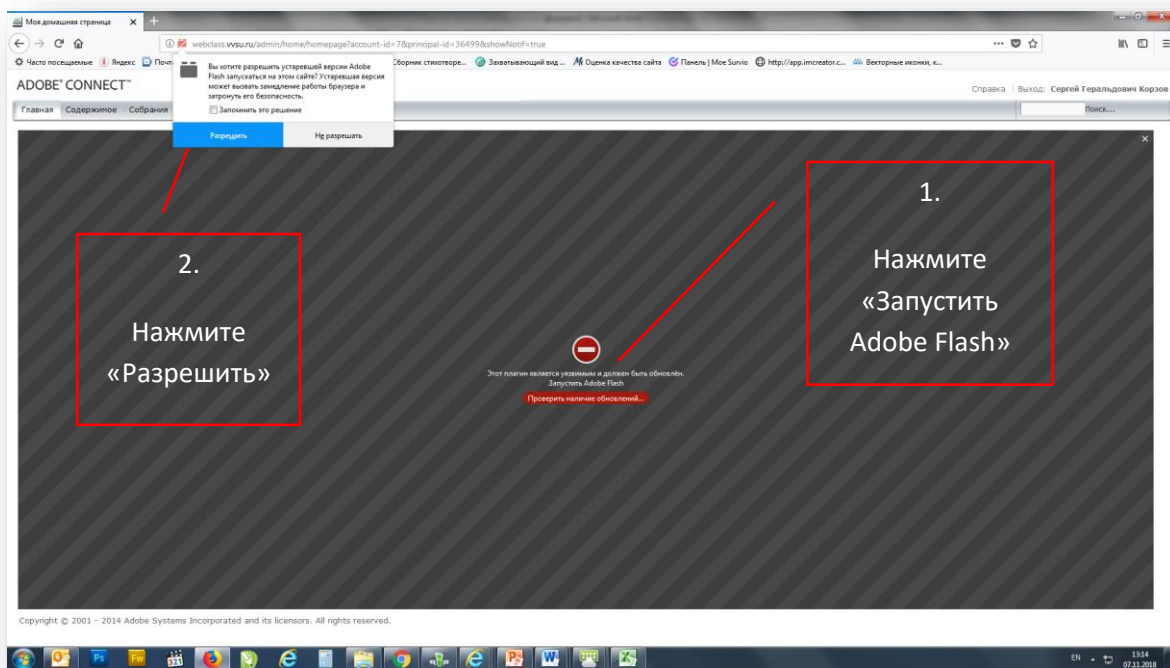 Моя домашняя страница
webclass.vvsu.ru/admin/home/homepage?account-id=7&principal-id=36499&showNotif=true
Часто посещаемые
Яндекс
Сборник стихотворе...
Захватывающий вид ...
Оценка качества сайта
Панель | Moe Survio
http://app.imcreator.c...
Векторные иконки, к...
Вы хотите разрешить устаревшей версии Adobe
Flash запускаться на этом сайте? Устаревшая версия
может вызвать замедление работы браузера и
затронуть его безопасность.
Запомнить это решение
Разрешить
Не разрешать
ADOBE® CONNECT™
Справка
Выход: Сергей Геральдович Корзов
Главная
Содержимое
Собрания
Поиск...
1.
Нажмите
«Запустить
Adobe Flash»
2.
Нажмите
«Разрешить»
Этот плагин является уязвимым и должен быть обновлён.
Запустить Adobe Flash
Проверить наличие обновлений...
Copyright © 2001 - 2014 Adobe Systems Incorporated and its licensors. All rights reserved.
Ps
Fw
321
EN
13:14
07.11.2018